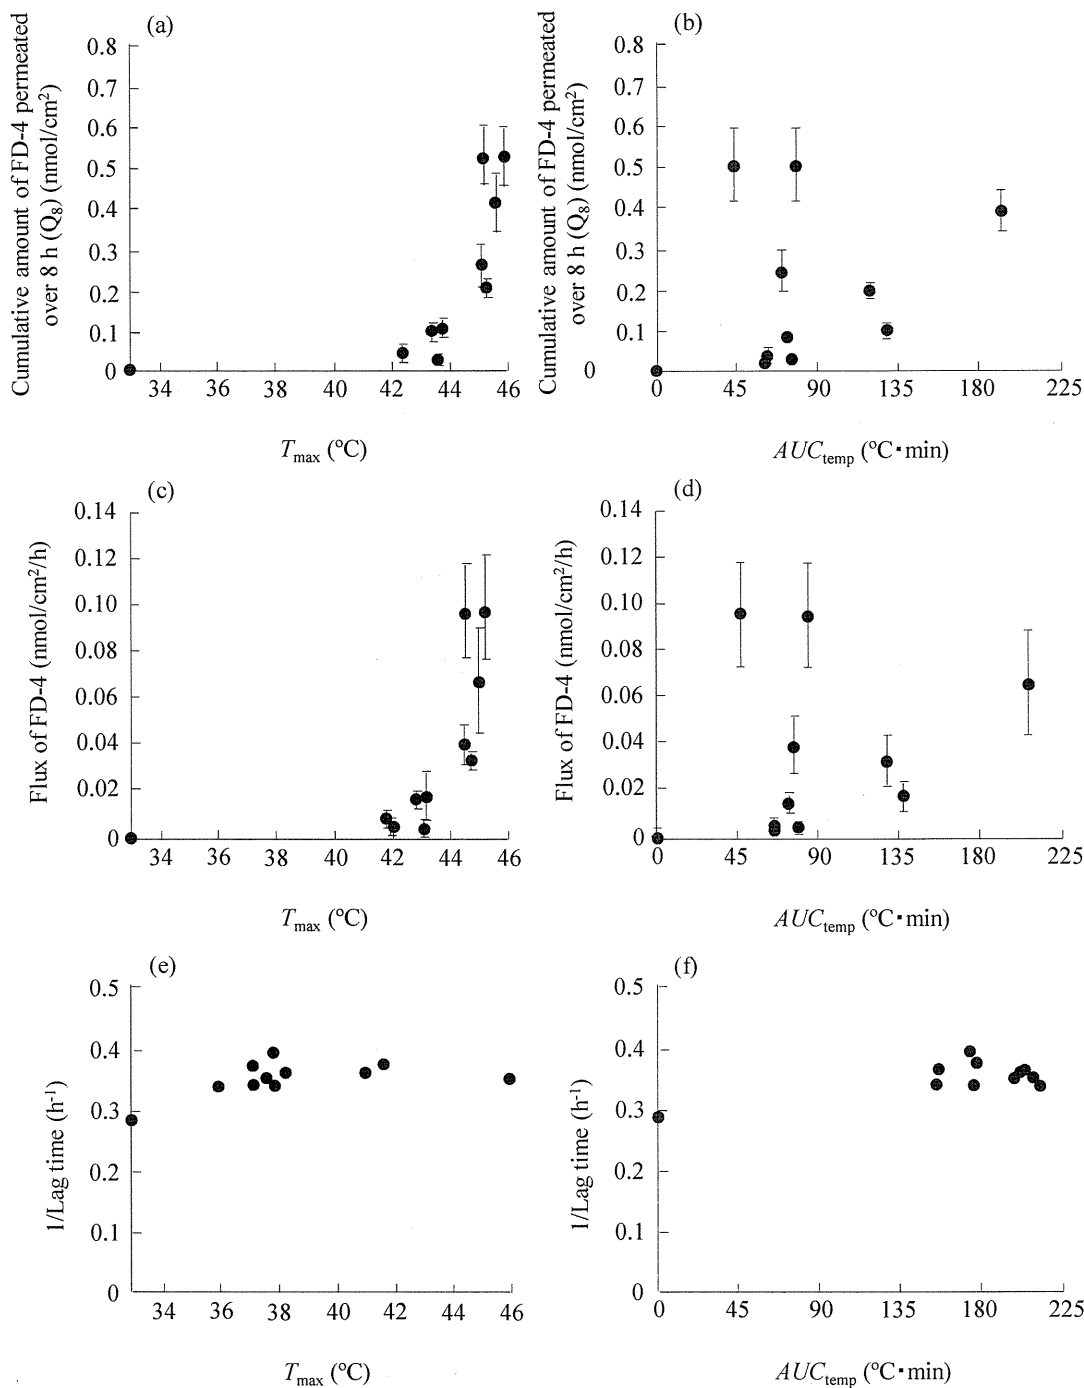 (a)
Cumulative amount of FD-4 permeated
over 8 h (Q8) (nmol/cm2)
0.8
0.7
0.6
0.5
0.4
0.3
0.2
0.1
0
34 36 38 40 42 44 46
Tmax (ºC)
(b)
Cumulative amount of FD-4 permeated
over 8 h (Q8) (nmol/cm2)
0.8
0.7
0.6
0.5
0.4
0.3
0.2
0.1
0
0 45 90 135 180 225
AUCtemp (ºC▪min)
(c)
Flux of FD-4 (nmol/cm2/h)
0.14
0.12
0.10
0.08
0.06
0.04
0.02
0
34 36 38 40 42 44 46
Tmax (ºC)
(d)
Flux of FD-4 (nmol/cm2/h)
0.14
0.12
0.10
0.08
0.06
0.04
0.02
0
0 45 90 135 180 225
AUCtemp (ºC▪min)
(e)
1/Lag time (h-1)
0.5
0.4
0.3
0.2
0.1
0
34 36 38 40 42 44 46
Tmax (ºC)
(f)
1/Lag time (h-1)
0.5
0.4
0.3
0.2
0.1
0
0 45 90 135 180 225
AUCtemp (ºC▪min)